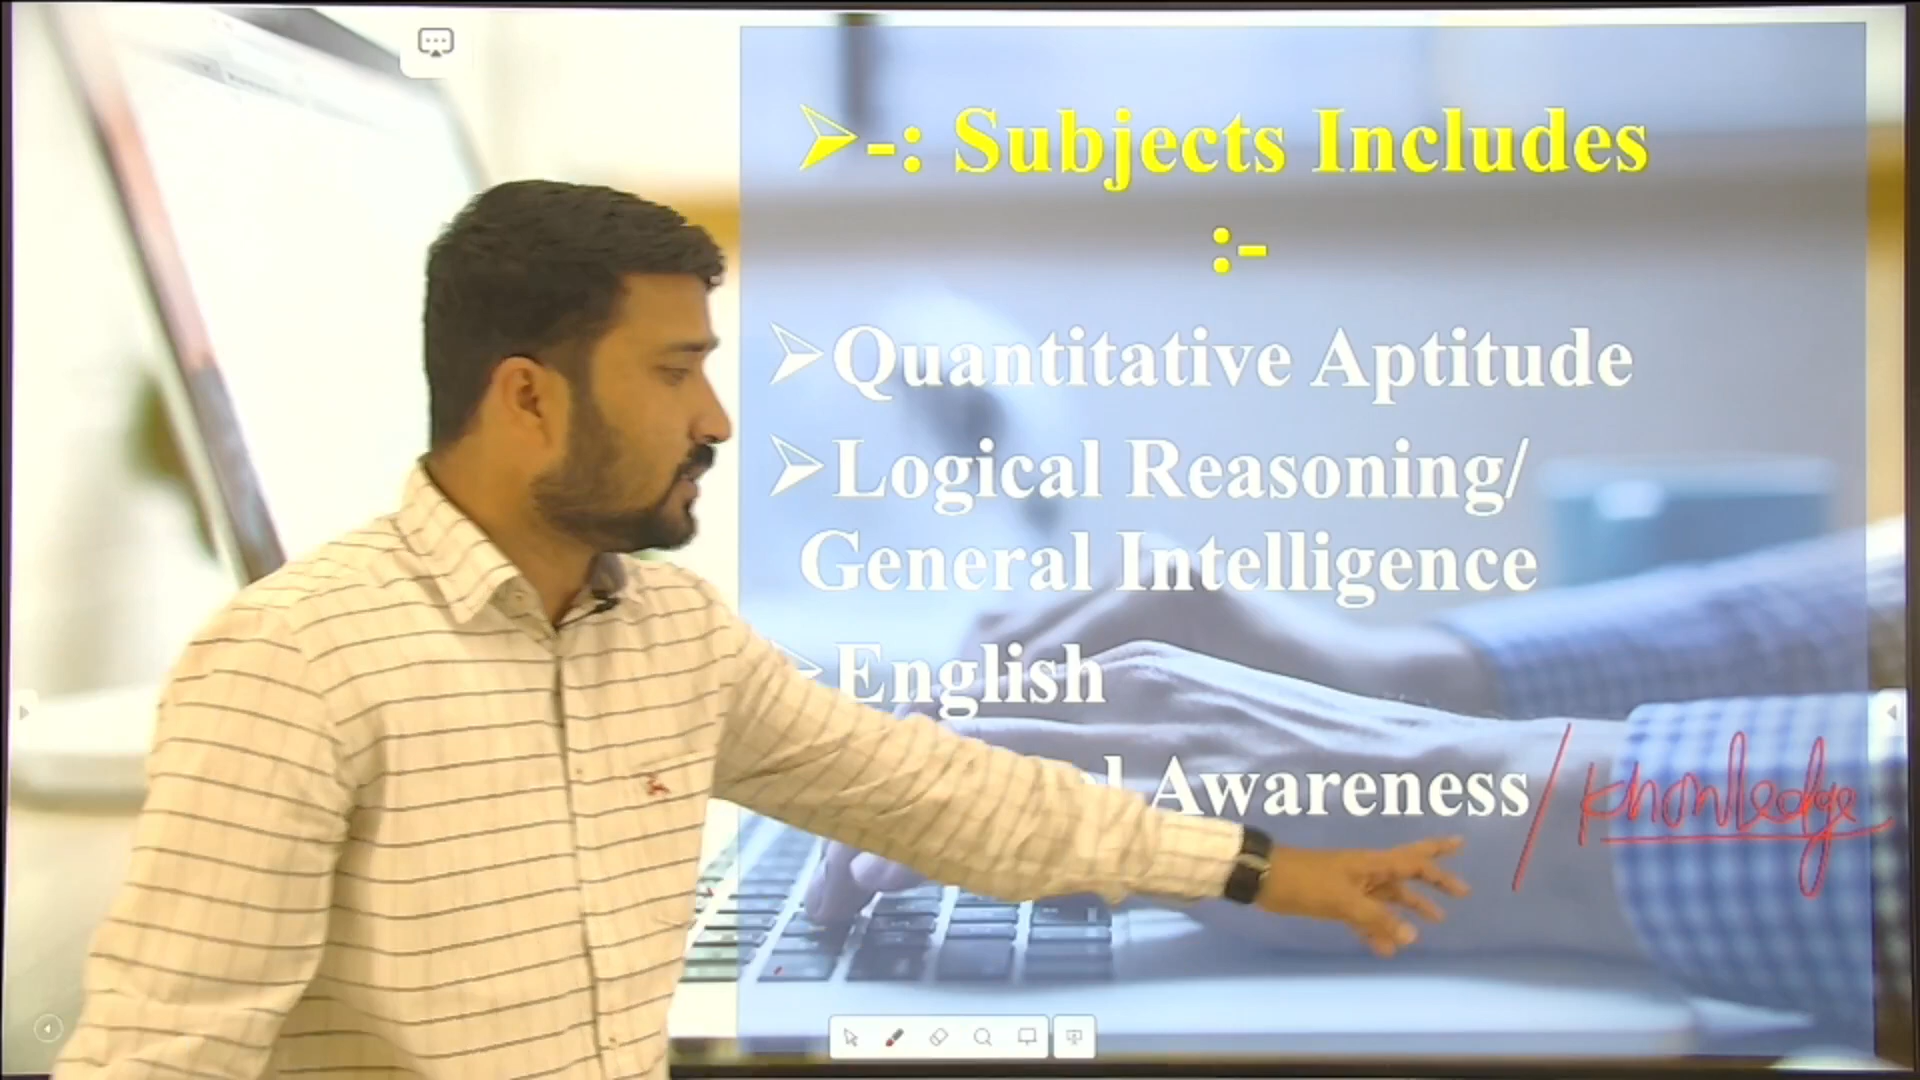 ➢-: Subjects Includes
:-
➢Quantitative Aptitude
➢Logical Reasoning/
General Intelligence
➢English
Awareness/Knowledge